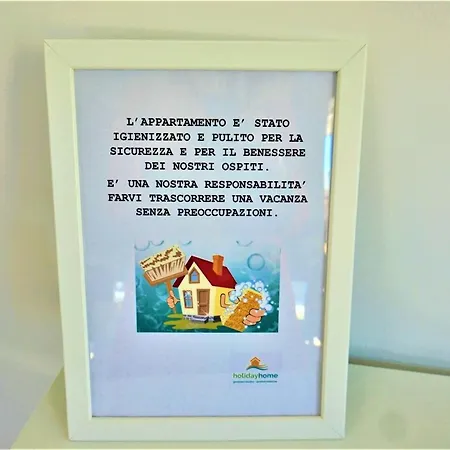 L'APPARTAMENTO E' STATO
IGIENIZZATO E PULITO PER LA
SICUREZZA E PER IL BENESSERE
DEI NOSTRI OSPITI.
E' UNA NOSTRA RESPONSABILITA'
FARVI TRASCORRERE UNA VACANZA
SENZA PREOCCUPAZIONI.
holidayhome